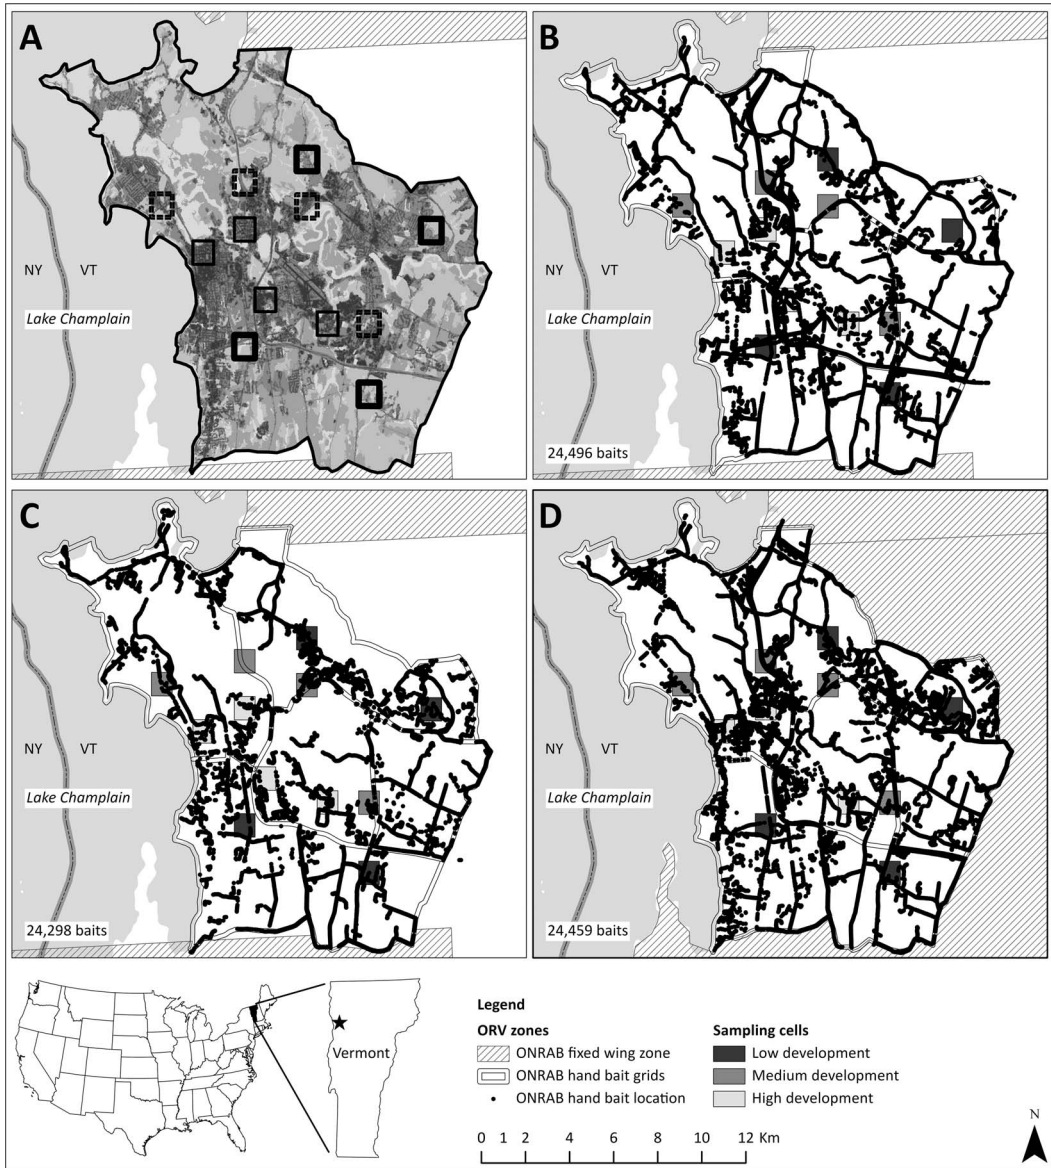 A
NY VT
Lake Champlain
B
NY VT
Lake Champlain
24,496 baits
C
NY VT
Lake Champlain
24,298 baits
D
NY VT
Lake Champlain
24,459 baits
Vermont
Legend
ORV zones
ONRAB fixed wing zone
ONRAB hand bait grids
ONRAB hand bait location
Sampling cells
Low development
Medium development
High development
0 1 2 4 6 8 10 12 Km
N